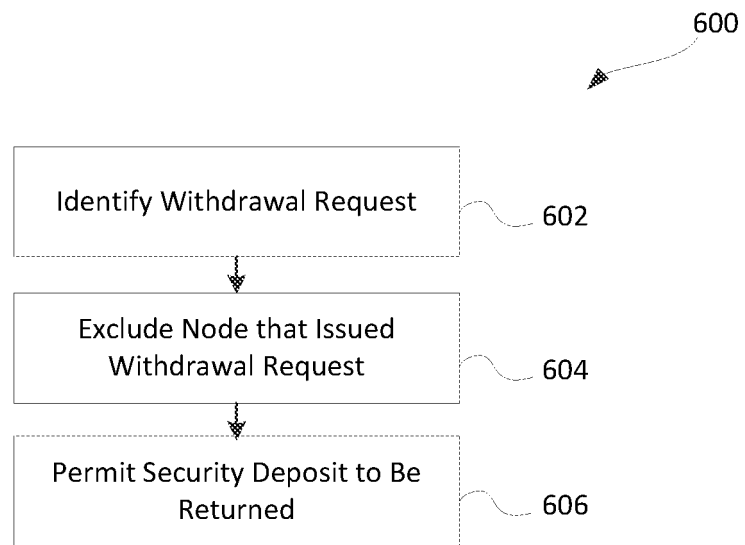 600
Identify Withdrawal Request
602
Exclude Node that Issued
Withdrawal Request
604
Permit Security Deposit to Be
Returned
606